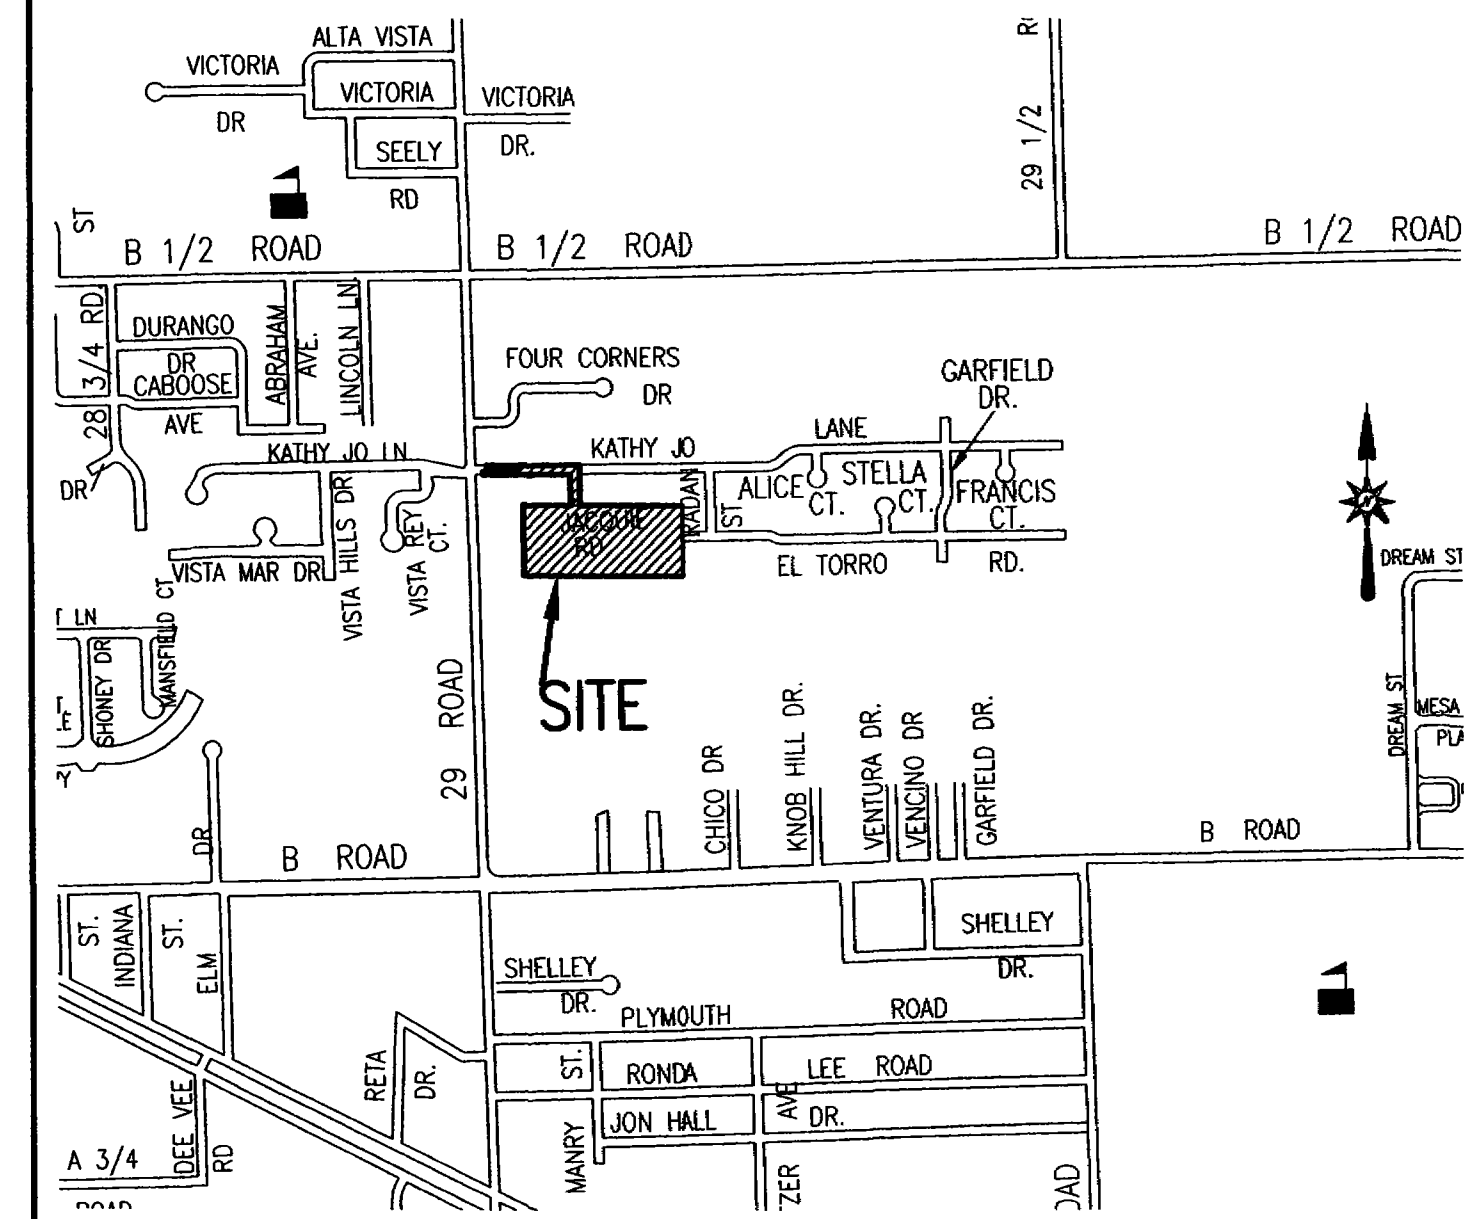 ALTA VISTA
VICTORIA
DR
VICTORIA
VICTORIA
DR.
SEELY
RD
29 1/2
ST
B 1/2 ROAD
B 1/2 ROAD
B 1/2 ROAD
28 3/4 RD
DURANGO
DR
CABOOSE
AVE
ABRAHAM
AVE.
LINCOLN LN
FOUR CORNERS
DR
GARFIELD
DR.
KATHY JO LN
KATHY JO
LANE
DR
ALICE
CT.
STELLA
CT.
FRANCIS
CT.
KADAN
ST
JACQUIE
RD
EL TORRO
RD.
VISTA MAR DR
VISTA HILLS DR
VISTA REY
CT.
DREAM ST
T LN
SHONEY DR
MANSFIELD CT
29 ROAD
SITE
DREAM ST
MESA
CHICO DR
KNOB HILL DR.
VENTURA DR.
VENCINO DR
GARFIELD DR.
DR
B ROAD
B ROAD
ST.
INDIANA
ST.
ELM
SHELLEY
DR.
SHELLEY
DR.
PLYMOUTH ROAD
RETA
DR.
ST.
MANRY
RONDA
LEE ROAD
AVE
JON HALL
DR.
DEE VEE
RD
A 3/4
ROAD
ZER
OAD